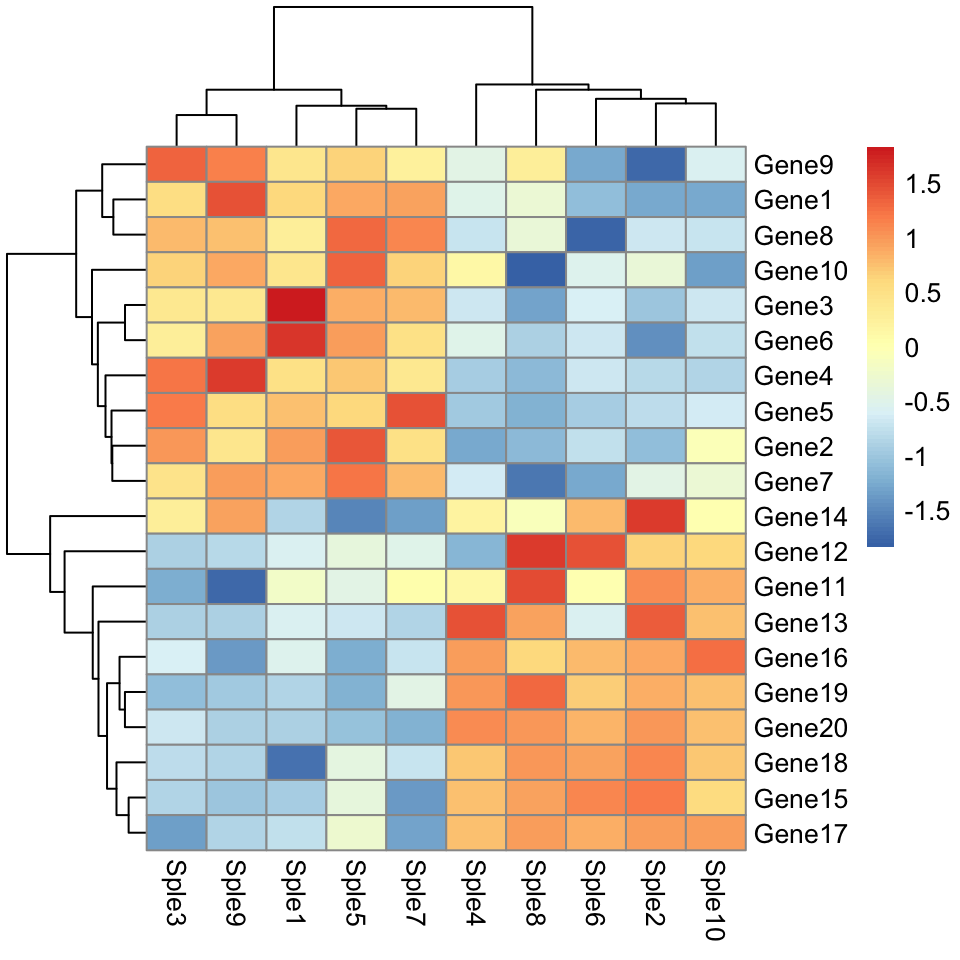 Gene9
Gene1
Gene8
Gene10
Gene3
Gene6
Gene4
Gene5
Gene2
Gene7
Gene14
Gene12
Gene11
Gene13
Gene16
Gene19
Gene20
Gene18
Gene15
Gene17
1.5
1
0.5
0
-0.5
-1
-1.5
Sple3
Sple9
Sple1
Sple5
Sple7
Sple4
Sple8
Sple6
Sple2
Sple10